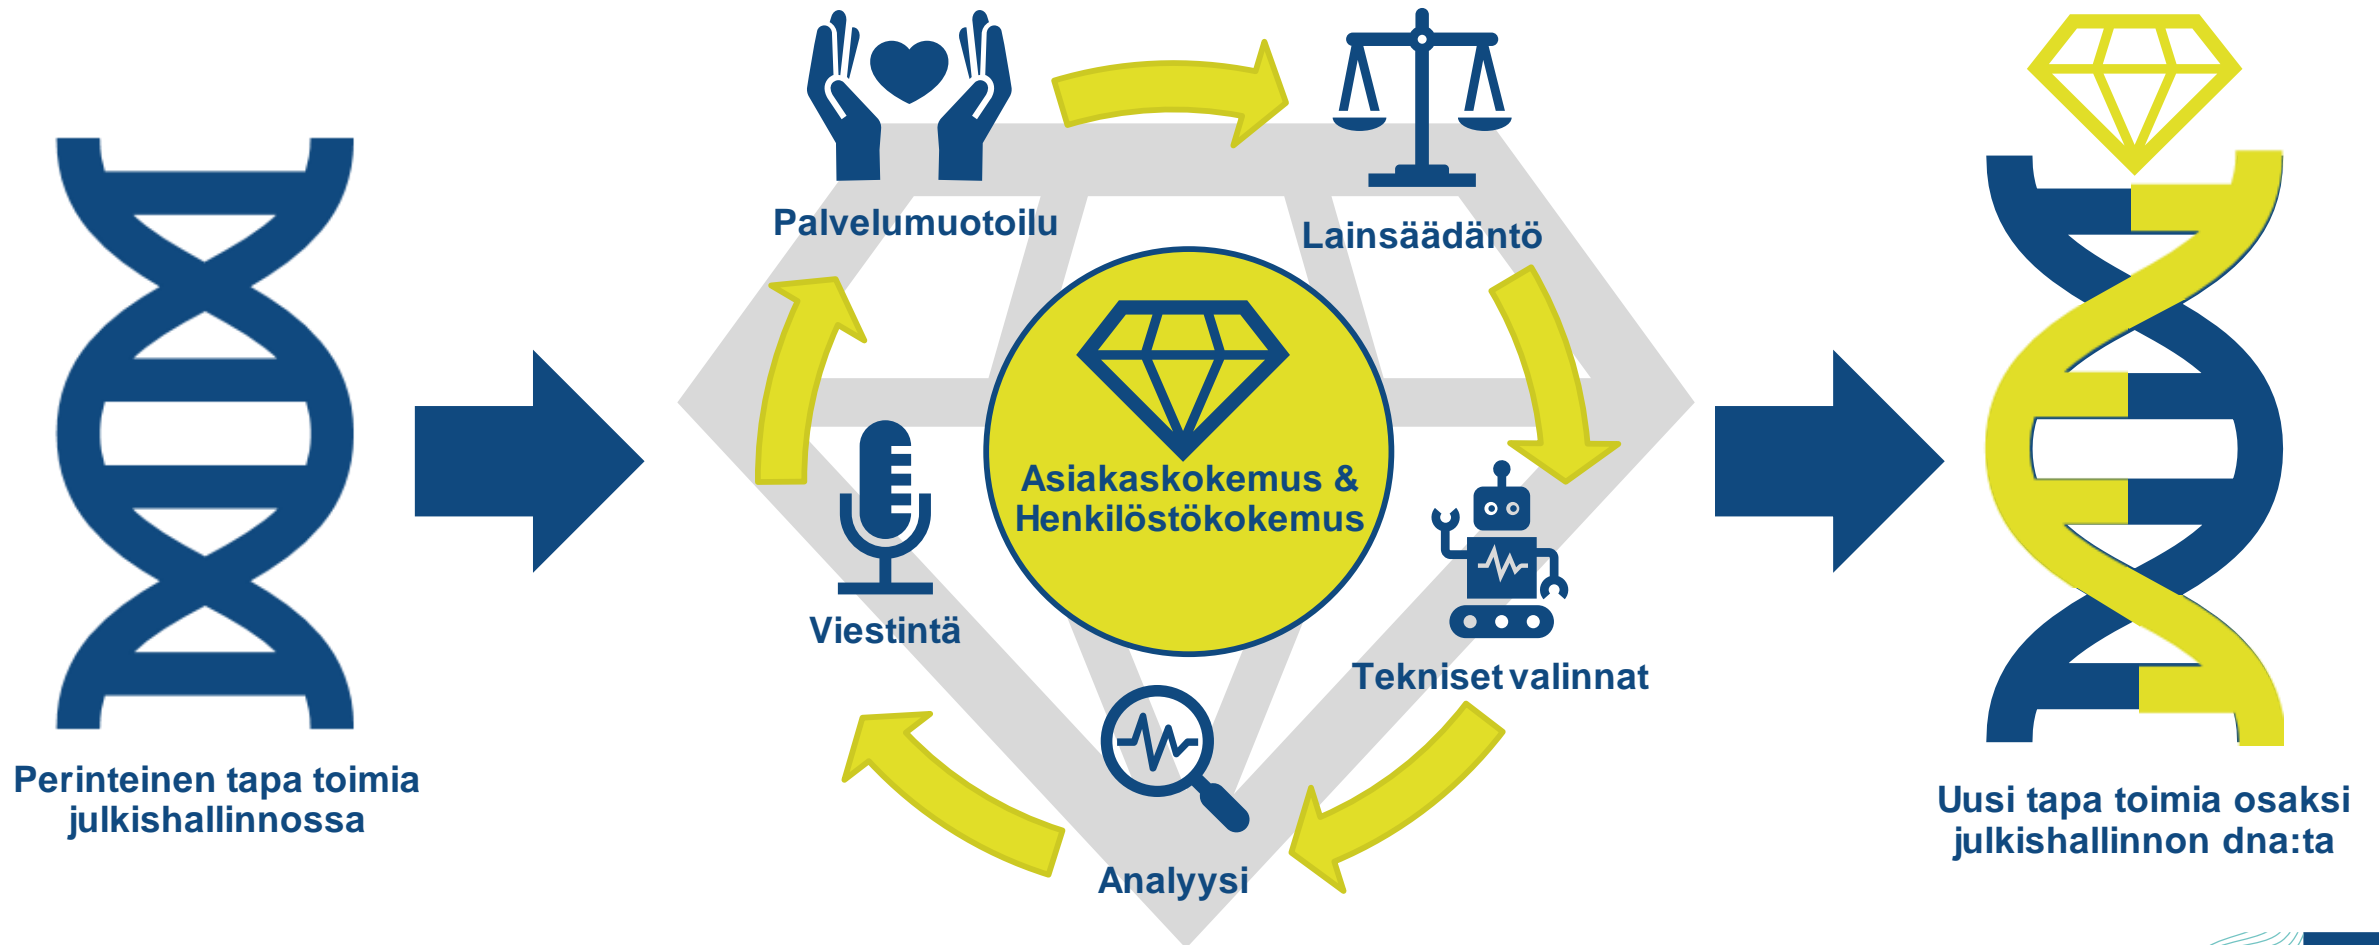 Palvelumuotoilu
Lainsäädäntö
Asiakaskokemus &
Henkilöstökokemus
Viestintä
Tekniset valinnat
Analyysi
Perinteinen tapa toimia
julkishallinnossa
Uusi tapa toimia osaksi
julkishallinnon dna:ta